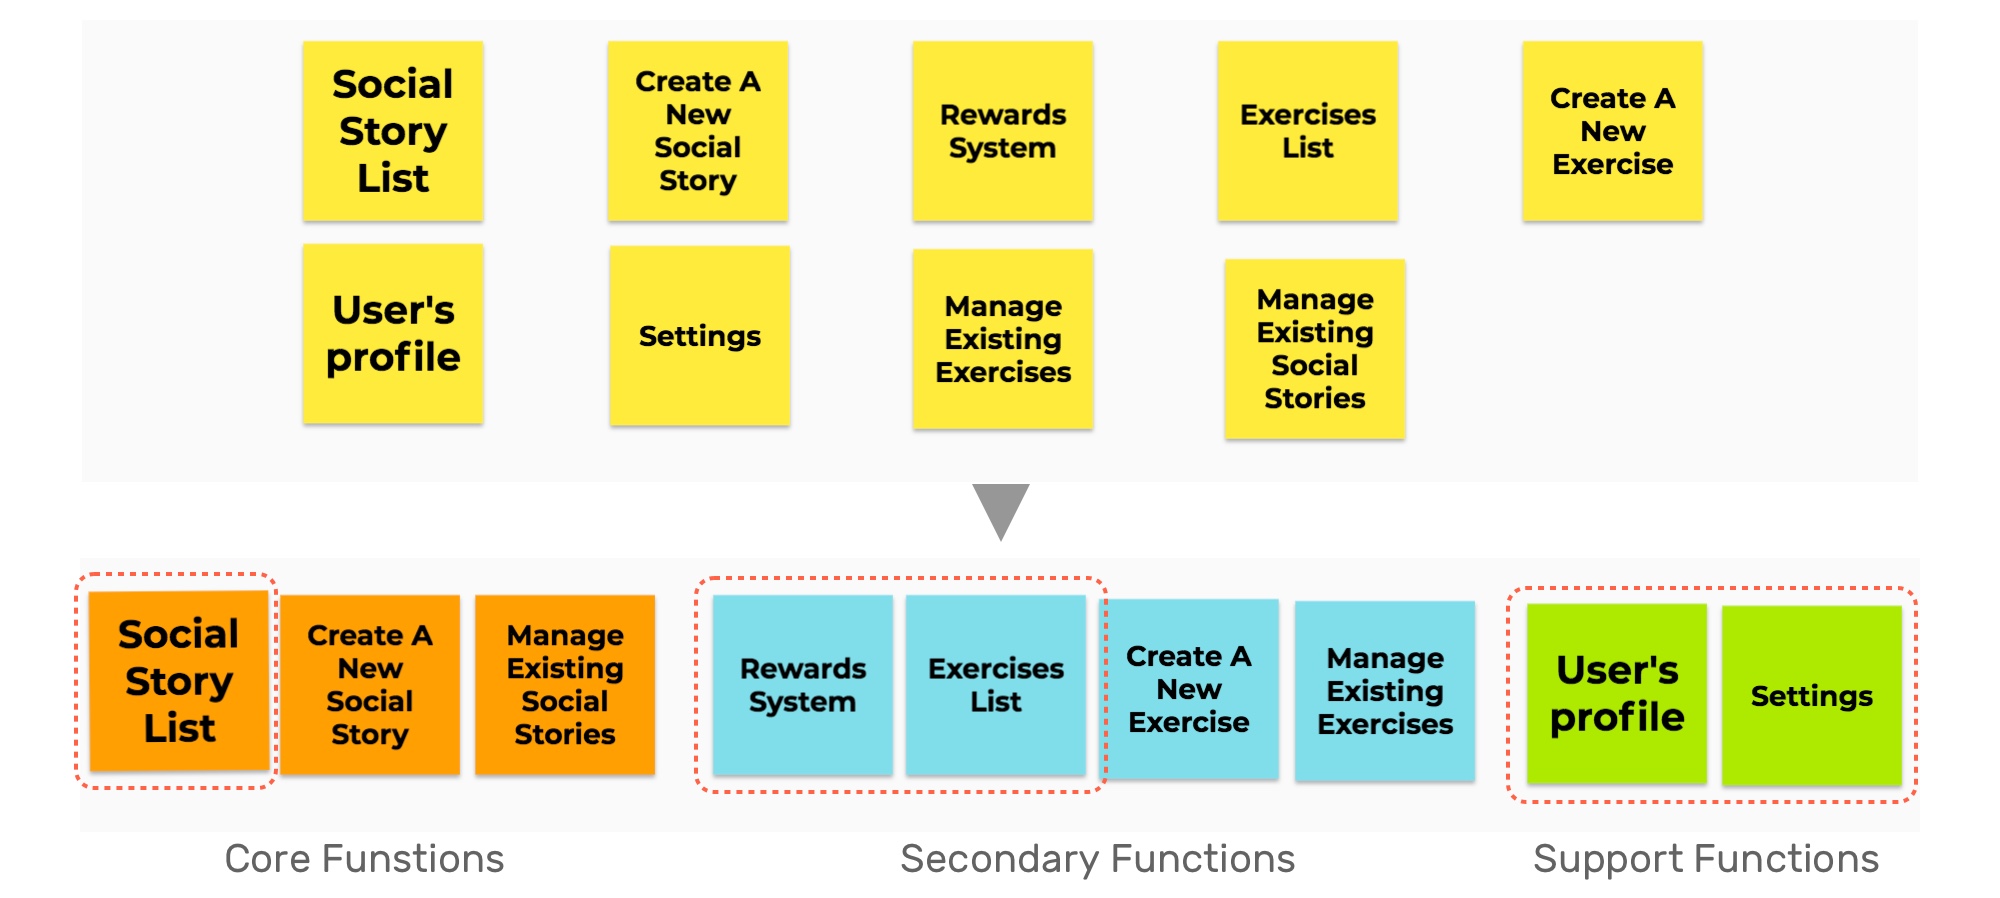 Social
Story
List
Create A
New
Social
Story
Rewards
System
Exercises
List
Create A
New
Exercise
User's
profile
Settings
Manage
Existing
Exercises
Manage
Existing
Social
Stories
Social
Story
List
Create A
New
Social
Story
Manage
Existing
Social
Stories
Rewards
System
Exercises
List
Create A
New
Exercise
Manage
Existing
Exercises
User's
profile
Settings
Core Funstions
Secondary Functions
Support Functions